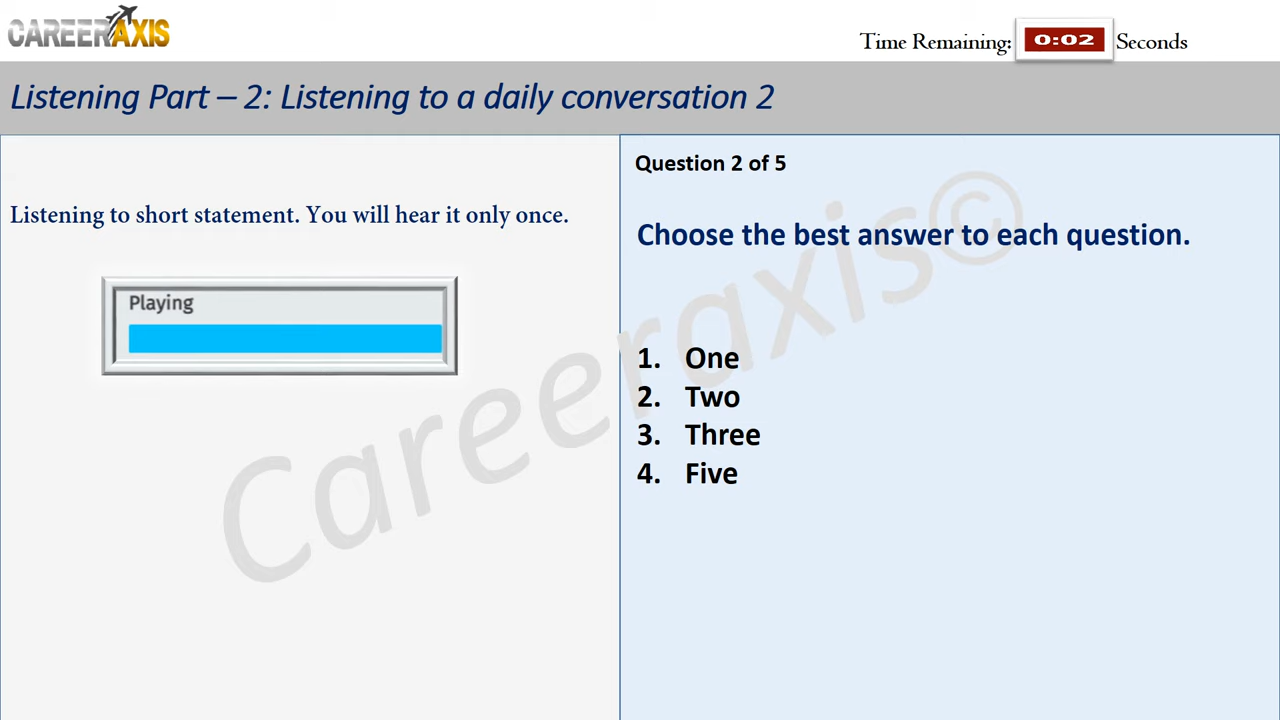 CAREERAXIS
Time Remaining: 0:02 Seconds
Listening Part – 2: Listening to a daily conversation 2
Listening to short statement. You will hear it only once.
Playing
Question 2 of 5
Choose the best answer to each question.
1. One
2. Two
3. Three
4. Five
Careeraxis©